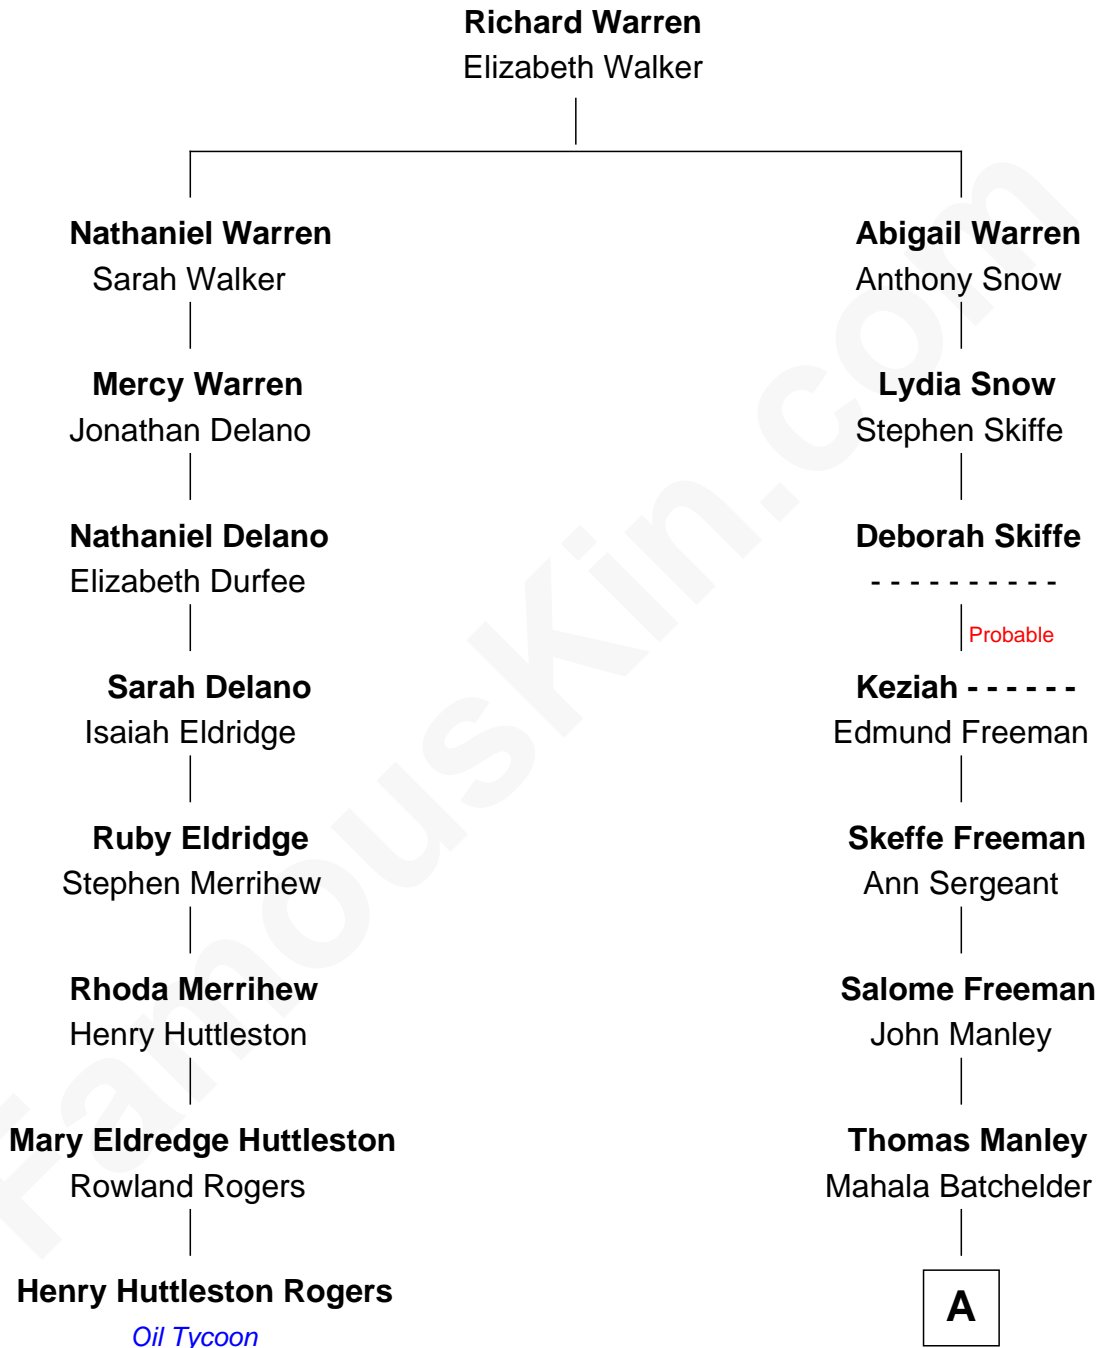 Richard Warren
Elizabeth Walker
Nathaniel Warren
Sarah Walker
Abigail Warren
Anthony Snow
Mercy Warren
Jonathan Delano
Lydia Snow
Stephen Skiffe
Nathaniel Delano
Elizabeth Durfee
Deborah Skiffe
- - - - - - - - - -
Probable
Sarah Delano
Isaiah Eldridge
Keziah - - - - - -
Edmund Freeman
Ruby Eldridge
Stephen Merrihew
Skeffe Freeman
Ann Sergeant
Rhoda Merrihew
Henry Huttleston
Salome Freeman
John Manley
Mary Eldredge Huttleston
Rowland Rogers
Thomas Manley
Mahala Batchelder
Henry Huttleston Rogers
Oil Tycoon
A
FamousKin.com